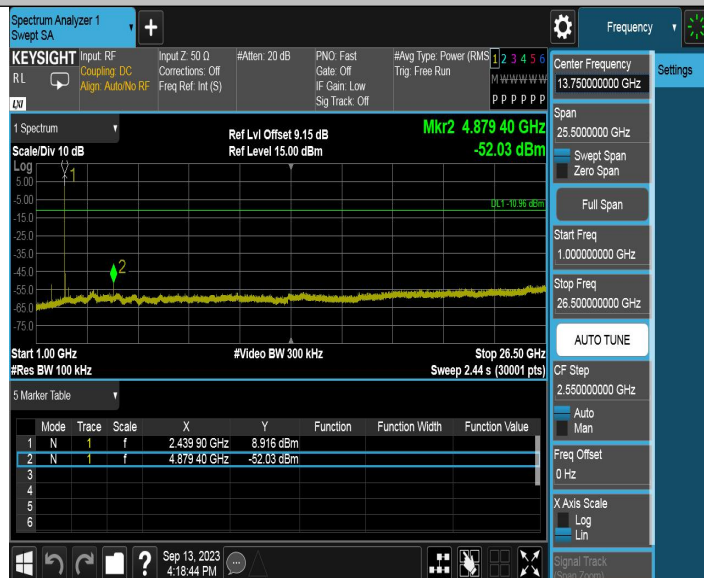 Spectrum Analyzer 1
Swept SA
+
Frequency
KEYSIGHT
RL
LXI
Input: RF
Coupling: DC
Align: Auto/No RF
Input Z: 50 Ω
Corrections: Off
Freq Ref: Int (S)
#Atten: 20 dB
PNO: Fast
Gate: Off
IF Gain: Low
Sig Track: Off
#Avg Type: Power (RMS
Trig: Free Run
1 2 3 4 5 6
M W W W W W
P P P P P P
Center Frequency
13.750000000 GHz
Settings
Span
25.5000000 GHz
Swept Span
Zero Span
Full Span
Start Freq
1.000000000 GHz
Stop Freq
26.500000000 GHz
AUTO TUNE
CF Step
2.550000000 GHz
Auto
Man
Freq Offset
0 Hz
X Axis Scale
Log
Lin
Signal Track
(Span Zoom)
1 Spectrum
Scale/Div 10 dB
Ref Lvl Offset 9.15 dB
Ref Level 15.00 dBm
Mkr2 4.879 40 GHz
-52.03 dBm
Log
1
5.00
-5.00
DL1 -10.96 dBm
-15.0
-25.0
-35.0
2
-45.0
-55.0
-65.0
-75.0
Start 1.00 GHz
#Video BW 300 kHz
Stop 26.50 GHz
#Res BW 100 kHz
Sweep 2.44 s (30001 pts)
5 Marker Table
Mode Trace Scale X Y Function Function Width Function Value
1 N 1 f 2.439 90 GHz 8.916 dBm
2 N 1 f 4.879 40 GHz -52.03 dBm
3
4
5
6
?
Sep 13, 2023
4:18:44 PM